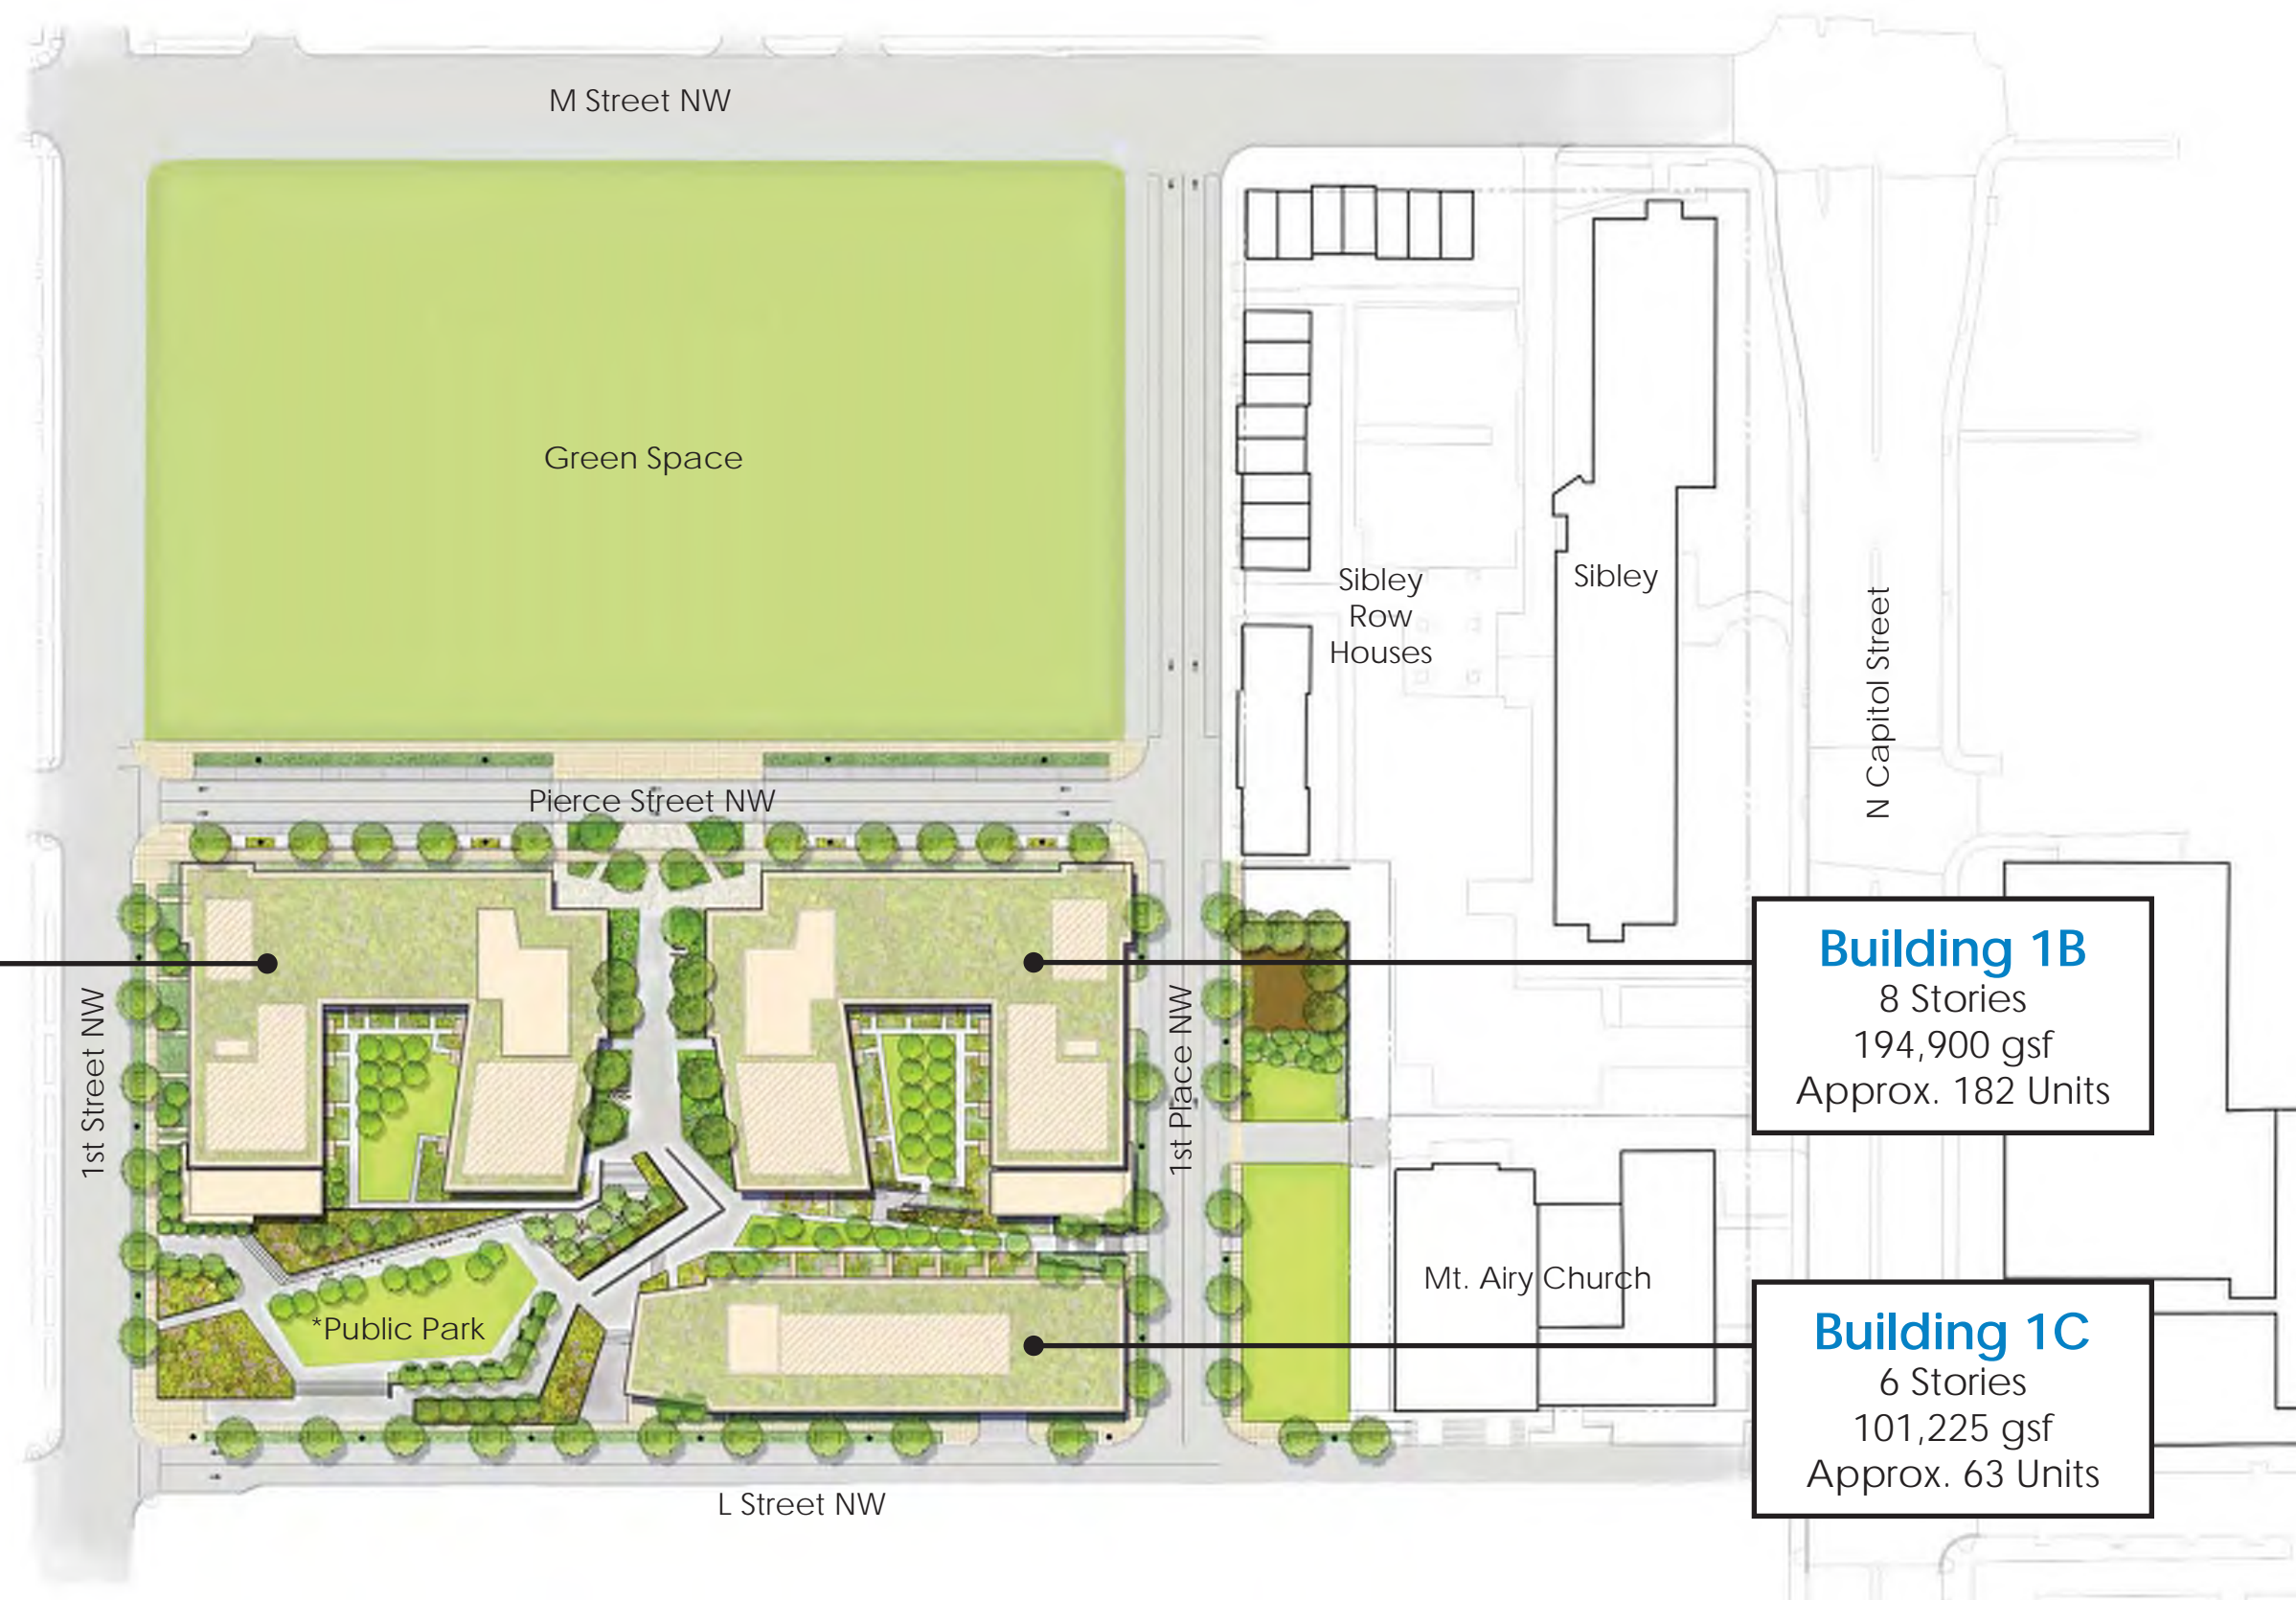 M Street NW
Green Space
Sibley
Row
Houses
Sibley
N Capitol Street
Pierce Street NW
1st Street NW
1st Place NW
Building 1B
8 Stories
194,900 gsf
Approx. 182 Units
Mt. Airy Church
*Public Park
Building 1C
6 Stories
101,225 gsf
Approx. 63 Units
L Street NW